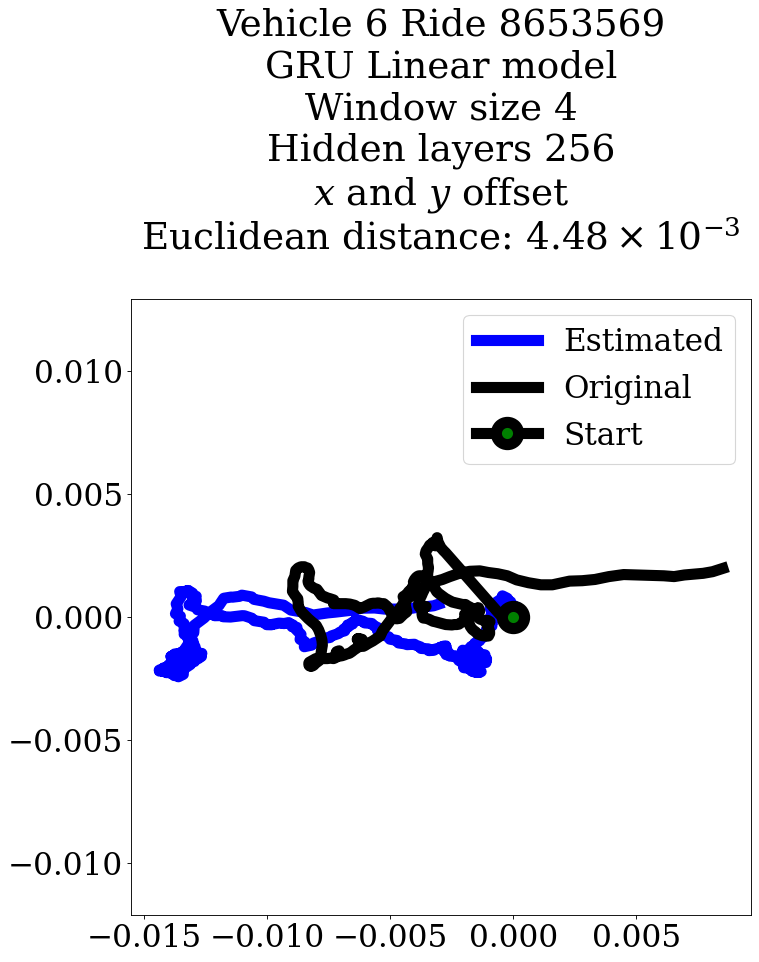 Vehicle 6 Ride 8653569
GRU Linear model
Window size 4
Hidden layers 256
x and y offset
Euclidean distance: 4.48 × 10⁻³
Estimated
Original
Start
0.010
0.005
0.000
−0.005
−0.010
−0.015 −0.010 −0.005 0.000 0.005